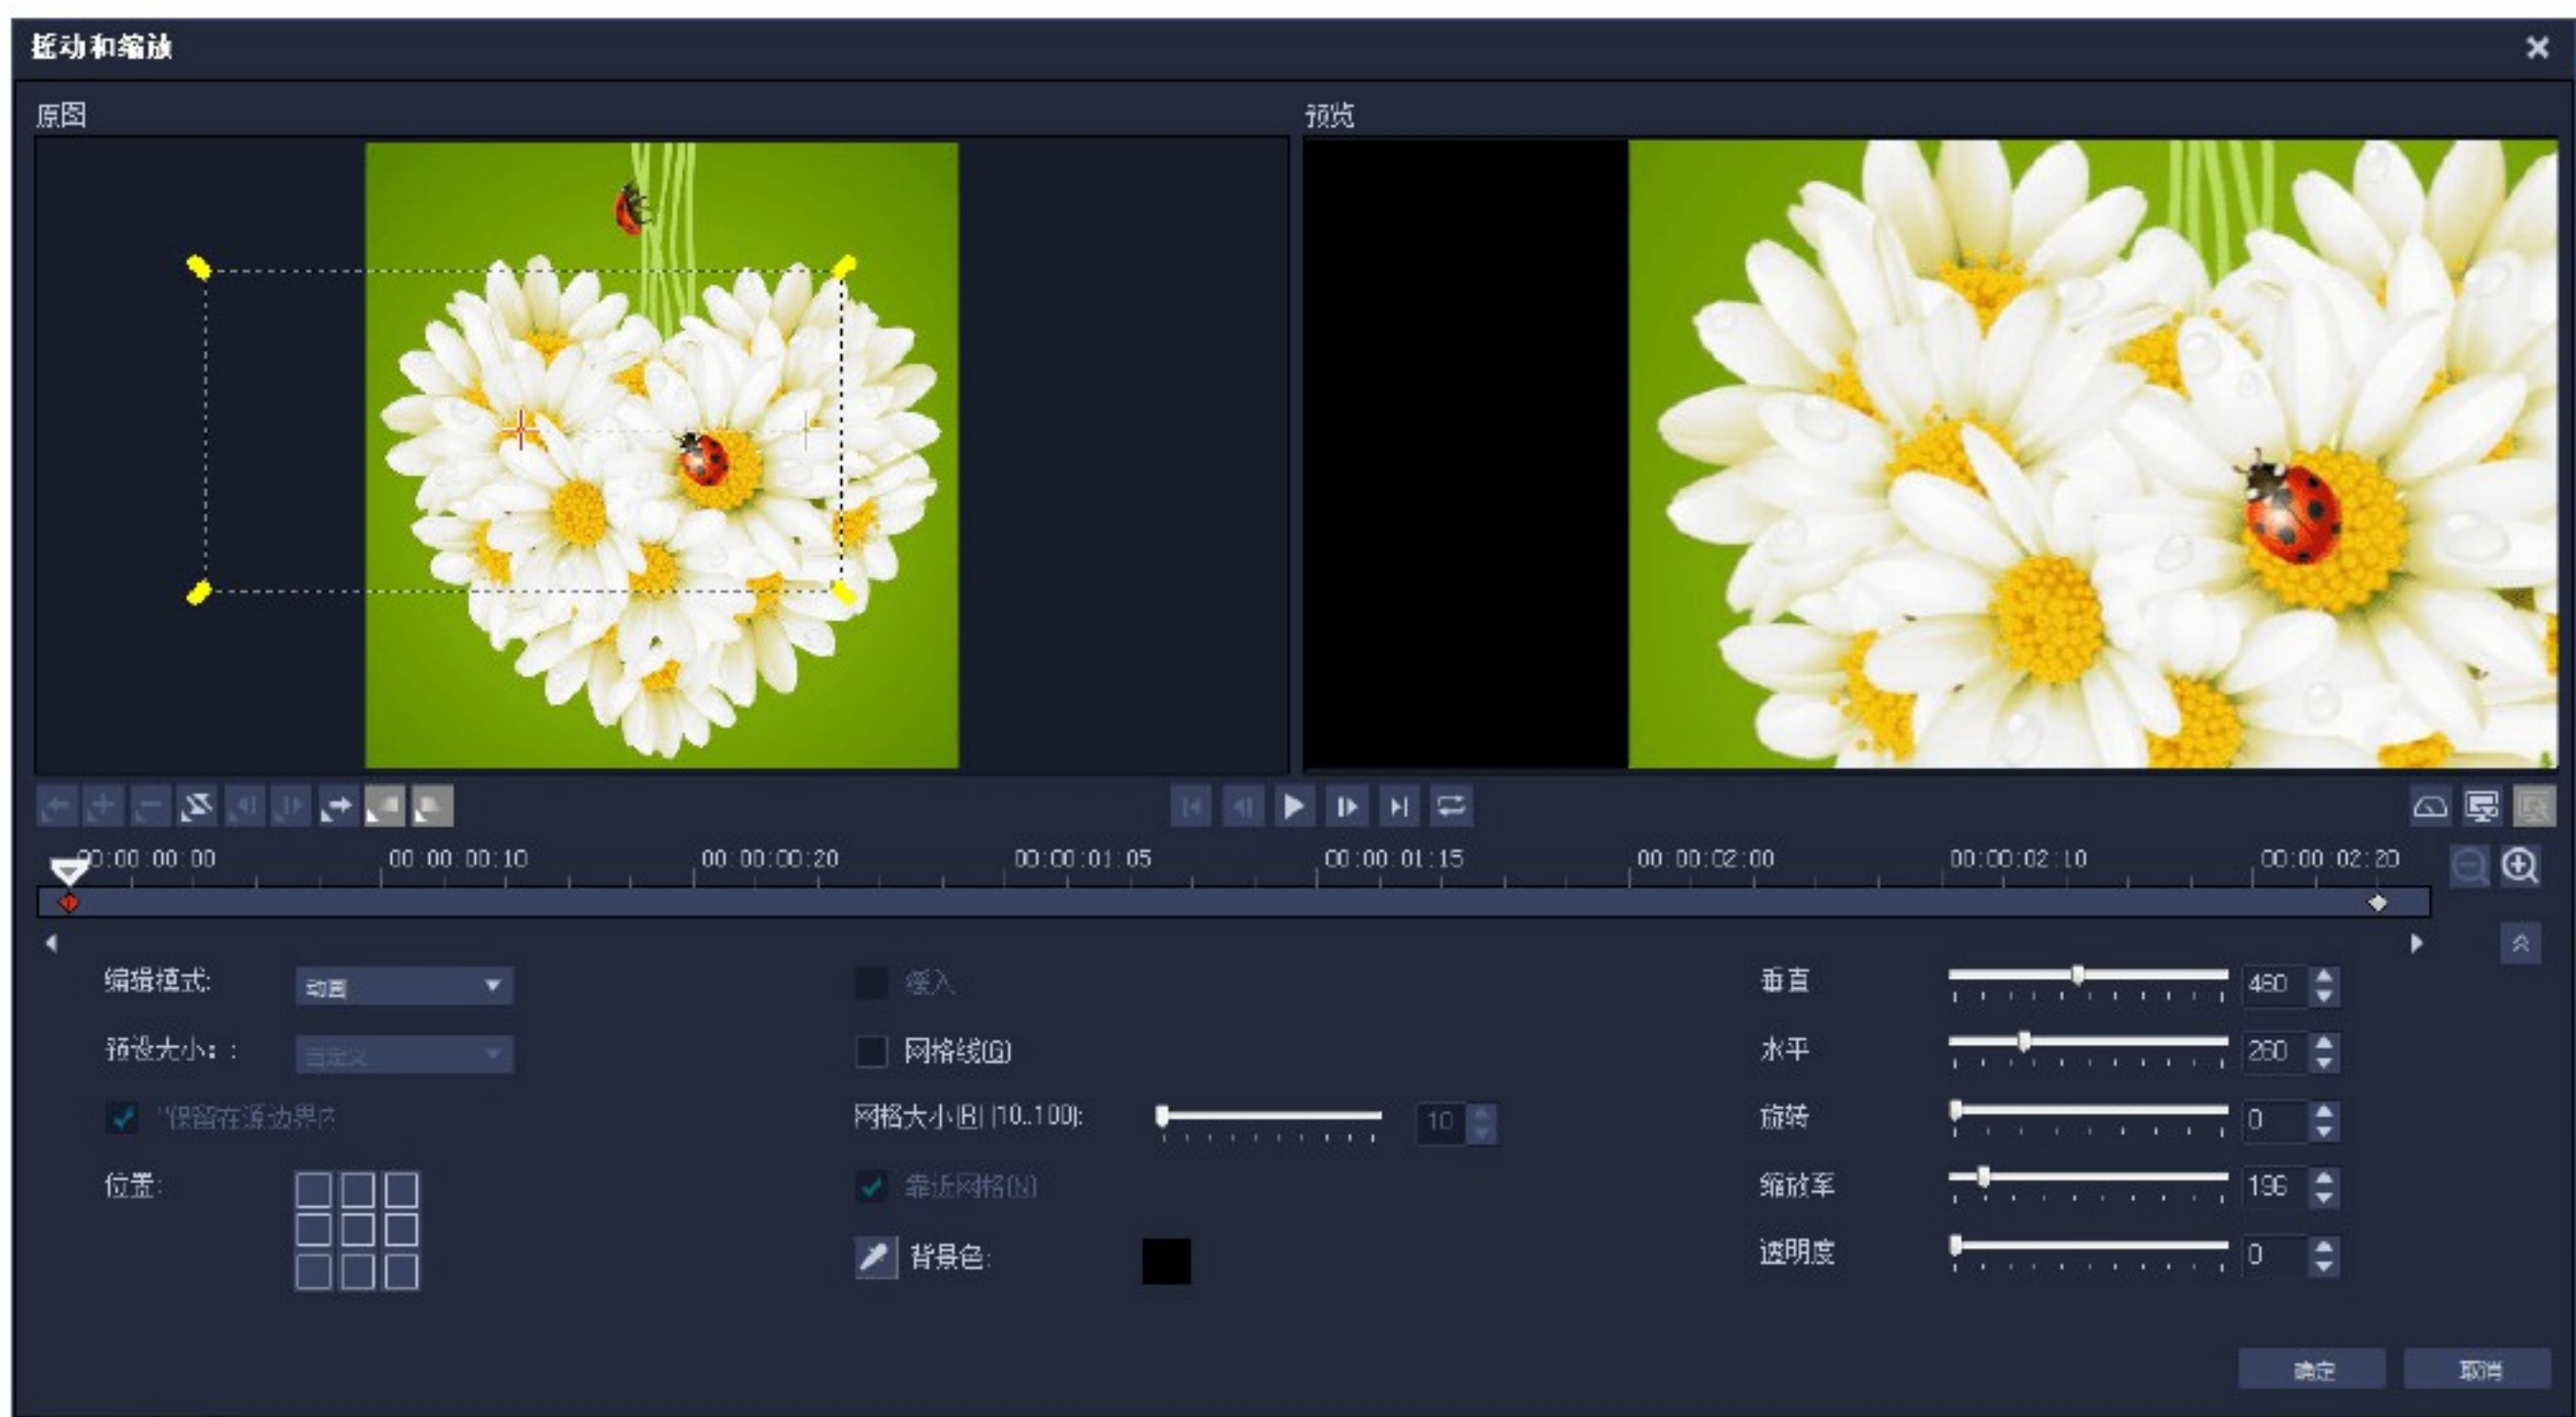 摇动和缩放
原图
预览
00:00:00:00 00:00:00:10 00:00:00:20 00:00:01:05 00:00:01:15 00:00:02:00 00:00:02:10 00:00:02:20
编辑模式: 动画
预设大小: : 自定义
"保留在源边界内
位置:
缓入
网格线(G)
网格大小(R) (10..100): 10
靠近网格(N)
背景色:
垂直 460
水平 260
旋转 0
缩放至 196
透明度 0
确定 取消